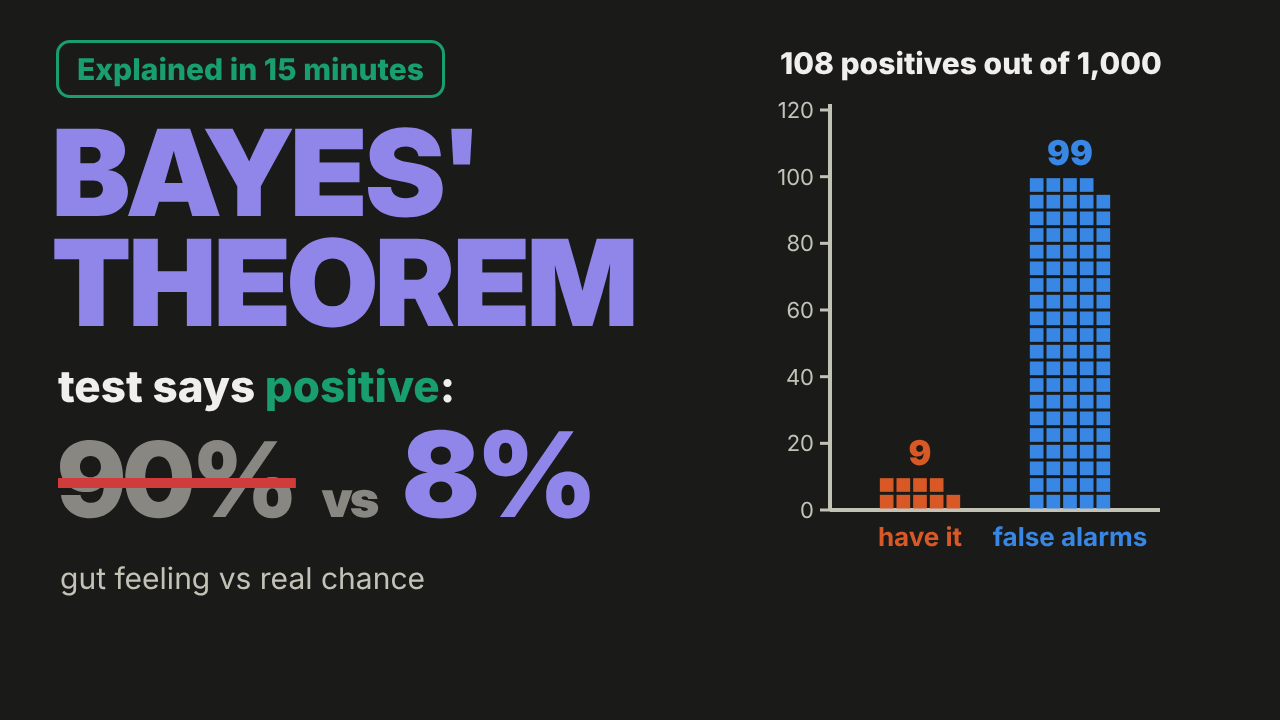 Explained in 15 minutes
BAYES'
THEOREM
test says positive:
90% vs 8%
gut feeling vs real chance
108 positives out of 1,000
120
100
80
60
40
20
0
99
9
have it
false alarms